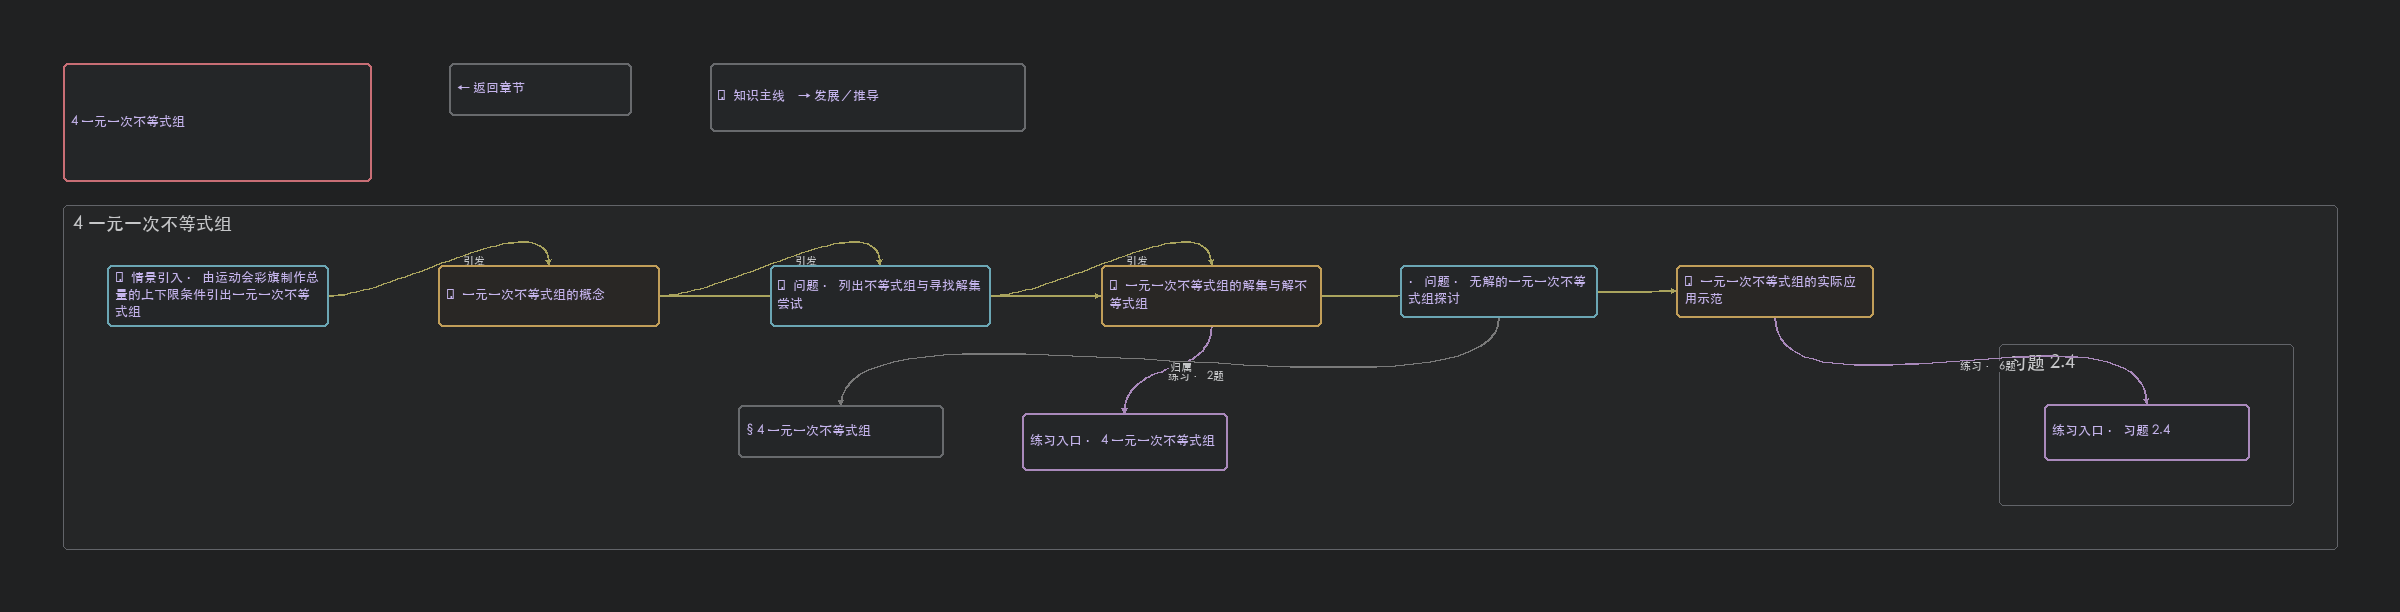 4 一元一次不等式组
← 返回章节
知识主线 → 发展／推导
4 一元一次不等式组
情景引入 · 由运动会彩旗制作总
量的上下限条件引出一元一次不等
式组
引发
一元一次不等式组的概念
引发
问题 · 列出不等式组与寻找解集
尝试
引发
一元一次不等式组的解集与解不
等式组
· 问题 · 无解的一元一次不等
式组探讨
一元一次不等式组的实际应
用示范
归属
练习 · 2题
练习 · 6题
习题 2.4
§ 4 一元一次不等式组
练习入口 · 4 一元一次不等式组
练习入口 · 习题 2.4